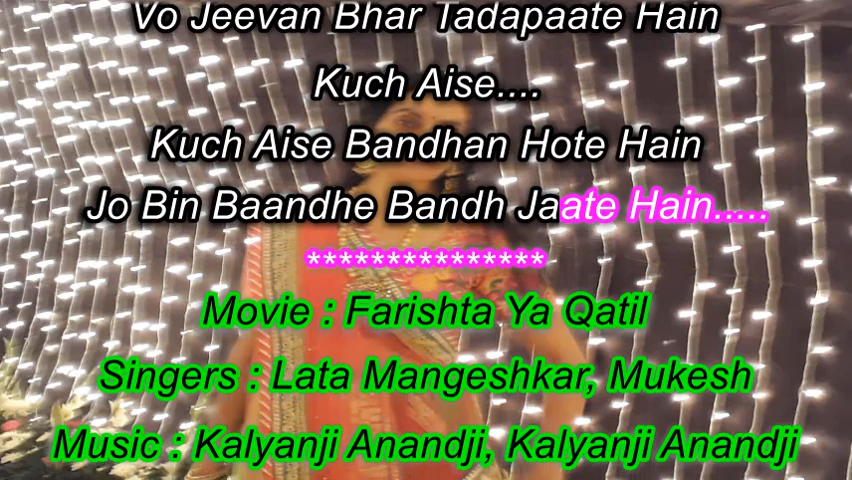 Vo Jeevan Bhar Tadapaate Hain
Kuch Aise....
Kuch Aise Bandhan Hote Hain
Jo Bin Baandhe Bandh Jaate Hain.....
***************
Movie : Farishta Ya Qatil
Singers : Lata Mangeshkar, Mukesh
Music : Kalyanji Anandji, Kalyanji Anandji